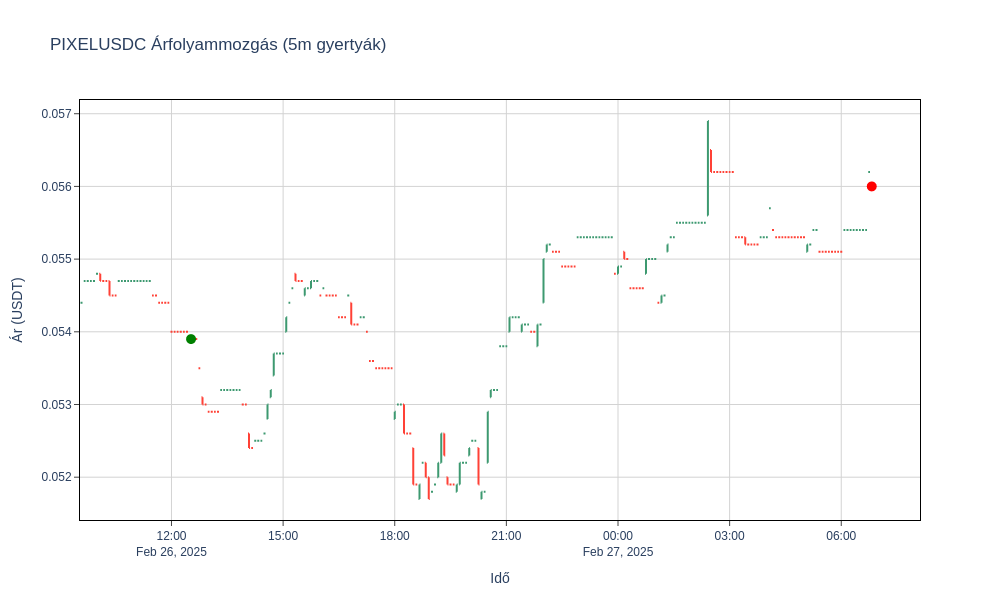 PIXELUSDC Árfolyammozgás (5m gyertyák)
0.057
0.056
0.055
0.054
0.053
0.052
Ár (USDT)
12:00
Feb 26, 2025
15:00
18:00
21:00
00:00
Feb 27, 2025
03:00
06:00
Idő